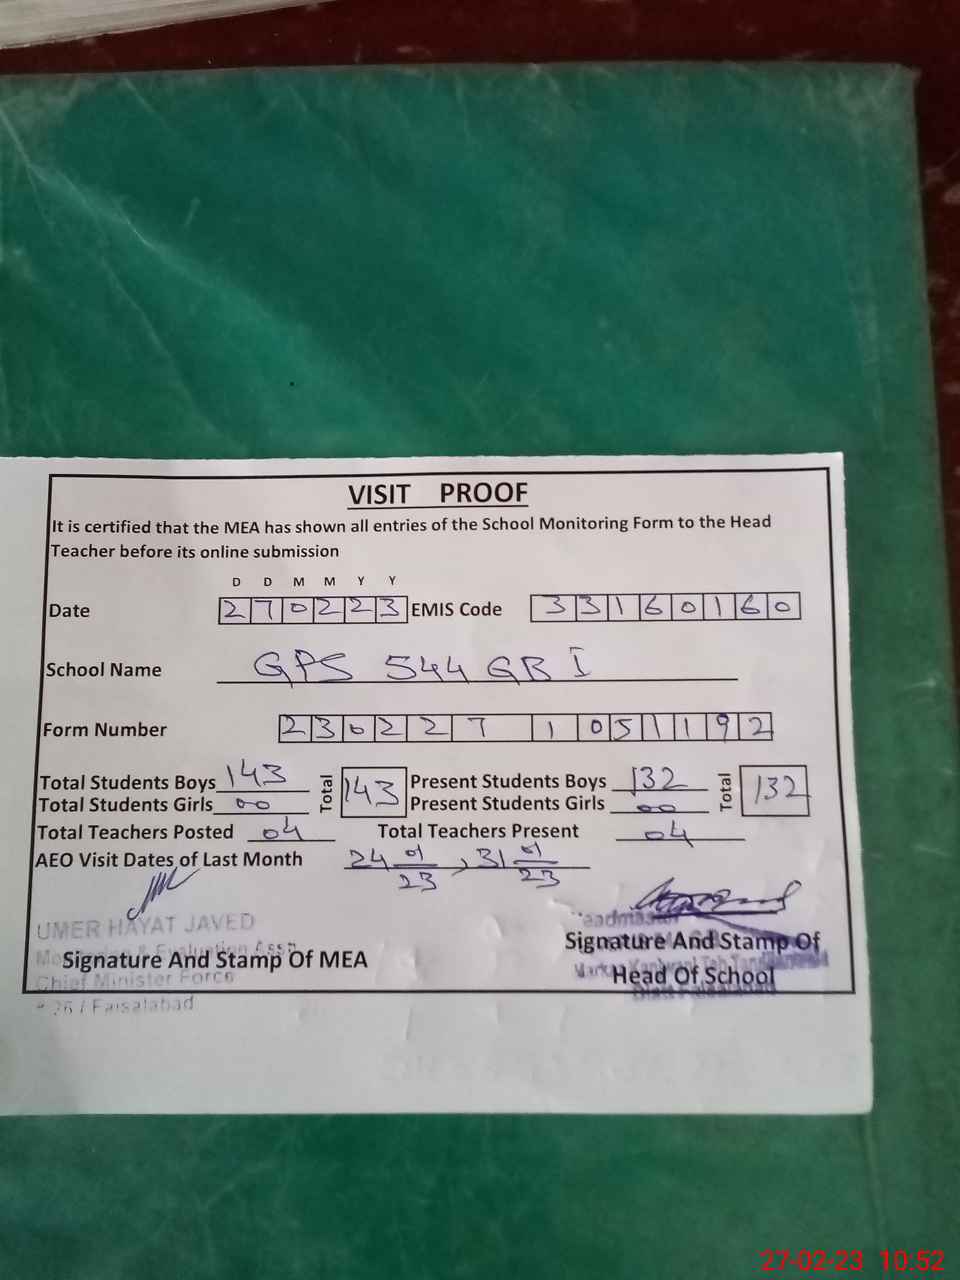 VISIT PROOF
It is certified that the MEA has shown all entries of the School Monitoring Form to the Head
Teacher before its online submission
D D M M Y Y
Date 270223 EMIS Code 33160160
School Name GPS 544 GB I
Form Number 230227 1051192
Total Students Boys 143 Total 143 Present Students Boys 132 Total 132
Total Students Girls 00 Present Students Girls 00
Total Teachers Posted 04 Total Teachers Present 04
AEO Visit Dates of Last Month 24 01/23, 31 01/23
UMER HAYAT JAVED
Signature And Stamp Of MEA
Chief Minister Force
Faisalabad
Signature And Stamp Of
Head Of School
27-02-23 10:52